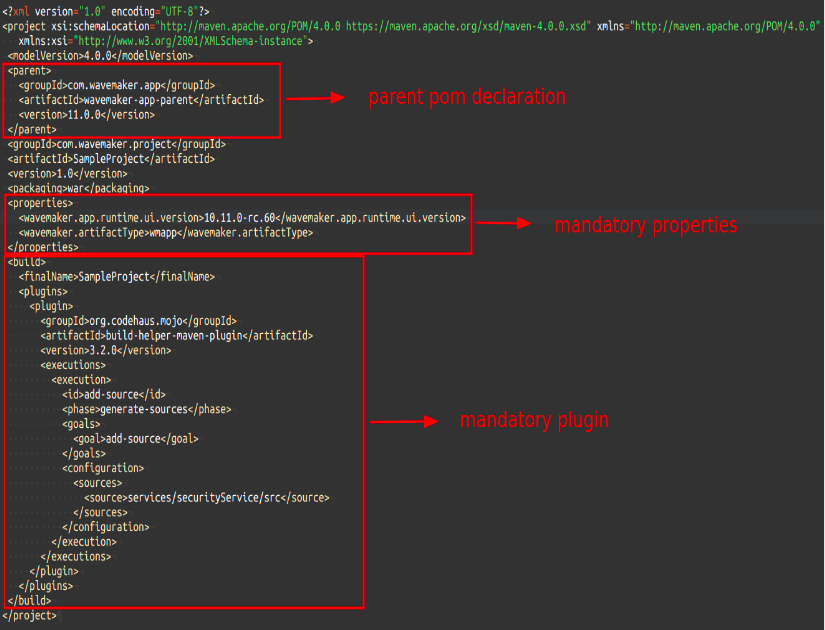 <?xml version="1.0" encoding="UTF-8"?>
<project xsi:schemaLocation="http://maven.apache.org/POM/4.0.0 https://maven.apache.org/xsd/maven-4.0.0.xsd" xmlns="http://maven.apache.org/POM/4.0.0"
xmlns:xsi="http://www.w3.org/2001/XMLSchema-instance">
<modelVersion>4.0.0</modelVersion>
<parent>
<groupId>com.wavemaker.app</groupId>
<artifactId>wavemaker-app-parent</artifactId>
<version>11.0.0</version>
</parent>
parent pom declaration
<groupId>com.wavemaker.project</groupId>
<artifactId>SampleProject</artifactId>
<version>1.0</version>
<packaging>war</packaging>
<properties>
<wavemaker.app.runtime.ui.version>10.11.0-rc.60</wavemaker.app.runtime.ui.version>
<wavemaker.artifactType>wmapp</wavemaker.artifactType>
</properties>
mandatory properties
<build>
<finalName>SampleProject</finalName>
<plugins>
<plugin>
<groupId>org.codehaus.mojo</groupId>
<artifactId>build-helper-maven-plugin</artifactId>
<version>3.2.0</version>
<executions>
<execution>
<id>add-source</id>
<phase>generate-sources</phase>
<goals>
<goal>add-source</goal>
</goals>
<configuration>
<sources>
<source>services/securityService/src</source>
</sources>
</configuration>
</execution>
</executions>
</plugin>
</plugins>
</build>
mandatory plugin
</project>